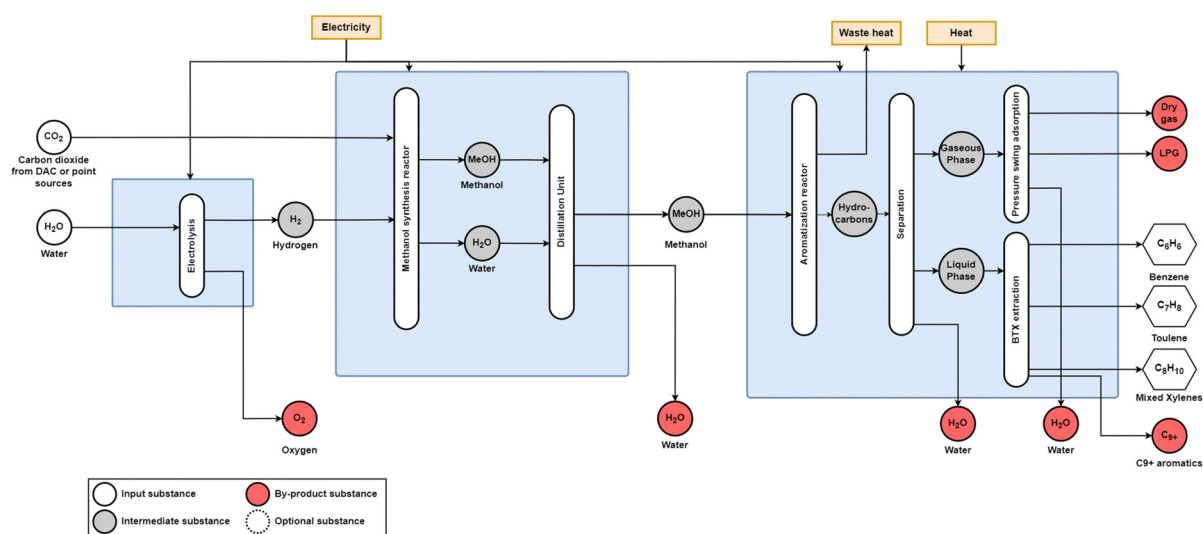 Electricity
Waste heat
Heat
CO₂
Carbon dioxide
from DAC or point
sources
H₂O
Water
Electrolysis
H₂
Hydrogen
O₂
Oxygen
Methanol synthesis reactor
MeOH
Methanol
H₂O
Water
Distillation Unit
MeOH
Methanol
H₂O
Water
Aromatization reactor
Hydro-
carbons
Separation
Gaseous
Phase
Liquid
Phase
Pressure swing adsorption
BTX extraction
H₂O
Water
H₂O
Water
Dry
gas
LPG
C₆H₆
Benzene
C₇H₈
Toulene
C₈H₁₀
Mixed Xylenes
C₉₊
C9+ aromatics
Input substance
By-product substance
Intermediate substance
Optional substance